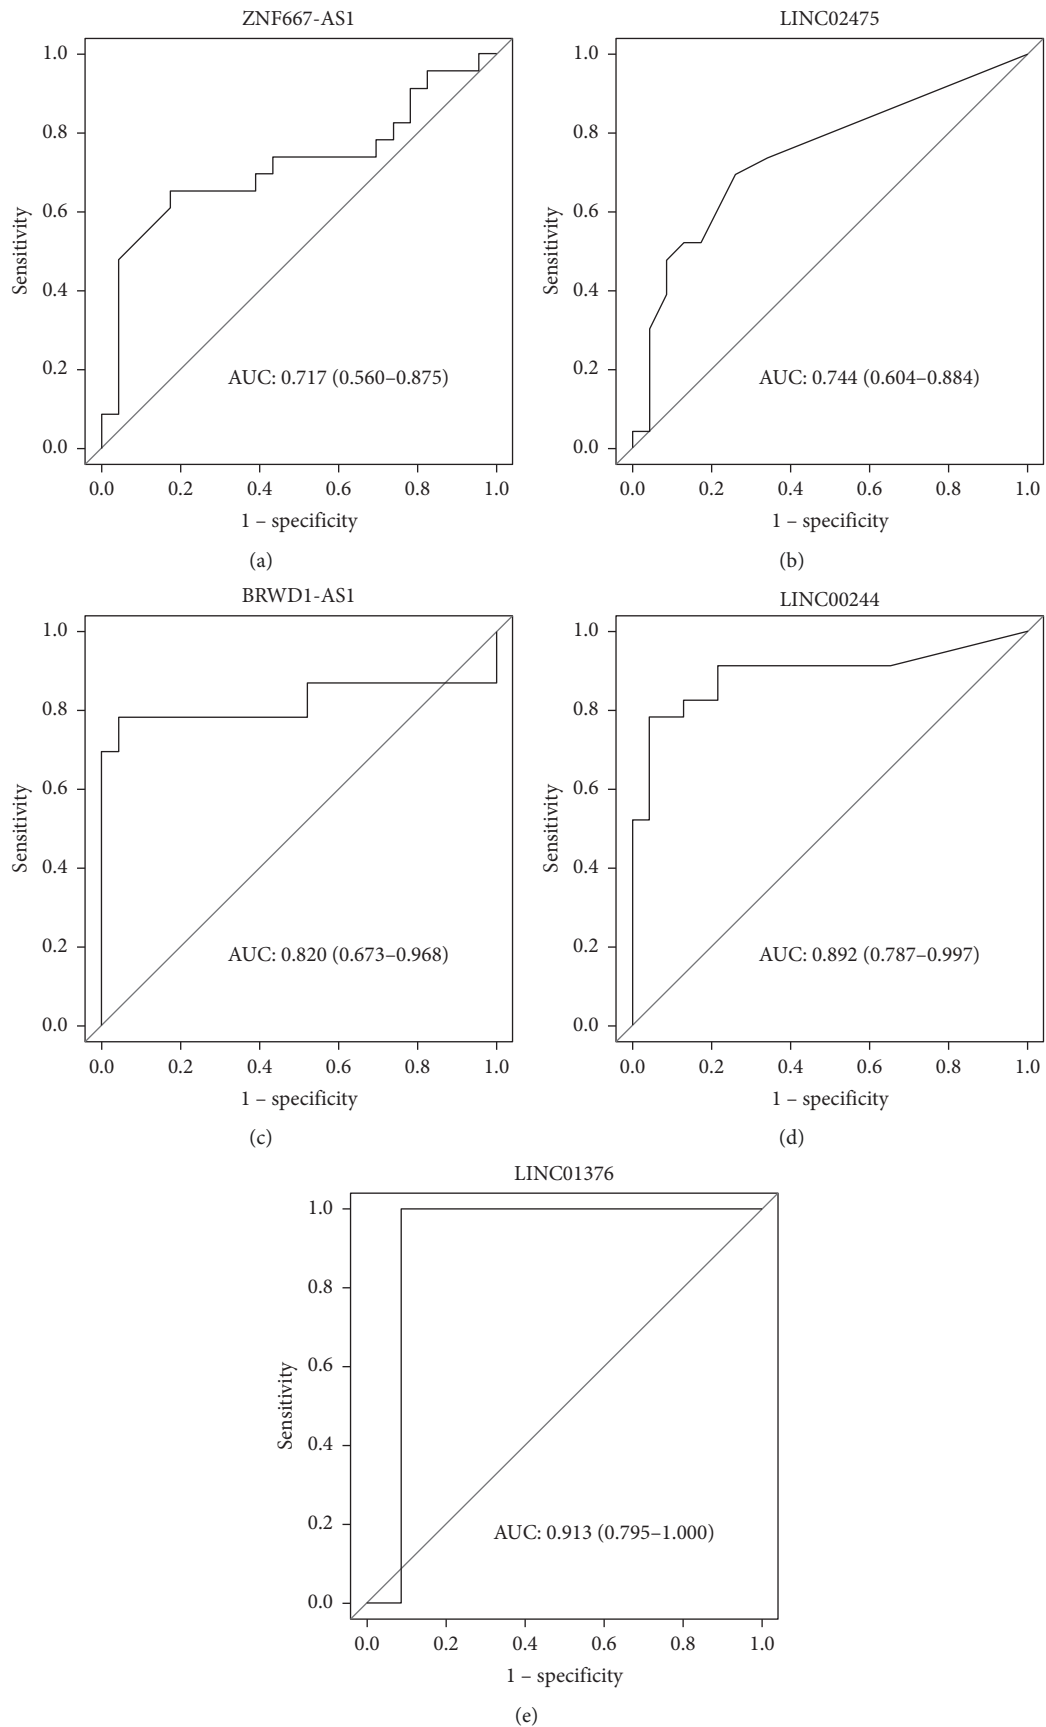 ZNF667-AS1
1.0
0.8
0.6
0.4
0.2
0.0
Sensitivity
AUC: 0.717 (0.560–0.875)
0.0 0.2 0.4 0.6 0.8 1.0
1 – specificity
(a)
LINC02475
1.0
0.8
0.6
0.4
0.2
0.0
Sensitivity
AUC: 0.744 (0.604–0.884)
0.0 0.2 0.4 0.6 0.8 1.0
1 – specificity
(b)
BRWD1-AS1
1.0
0.8
0.6
0.4
0.2
0.0
Sensitivity
AUC: 0.820 (0.673–0.968)
0.0 0.2 0.4 0.6 0.8 1.0
1 – specificity
(c)
LINC00244
1.0
0.8
0.6
0.4
0.2
0.0
Sensitivity
AUC: 0.892 (0.787–0.997)
0.0 0.2 0.4 0.6 0.8 1.0
1 – specificity
(d)
LINC01376
1.0
0.8
0.6
0.4
0.2
0.0
Sensitivity
AUC: 0.913 (0.795–1.000)
0.0 0.2 0.4 0.6 0.8 1.0
1 – specificity
(e)